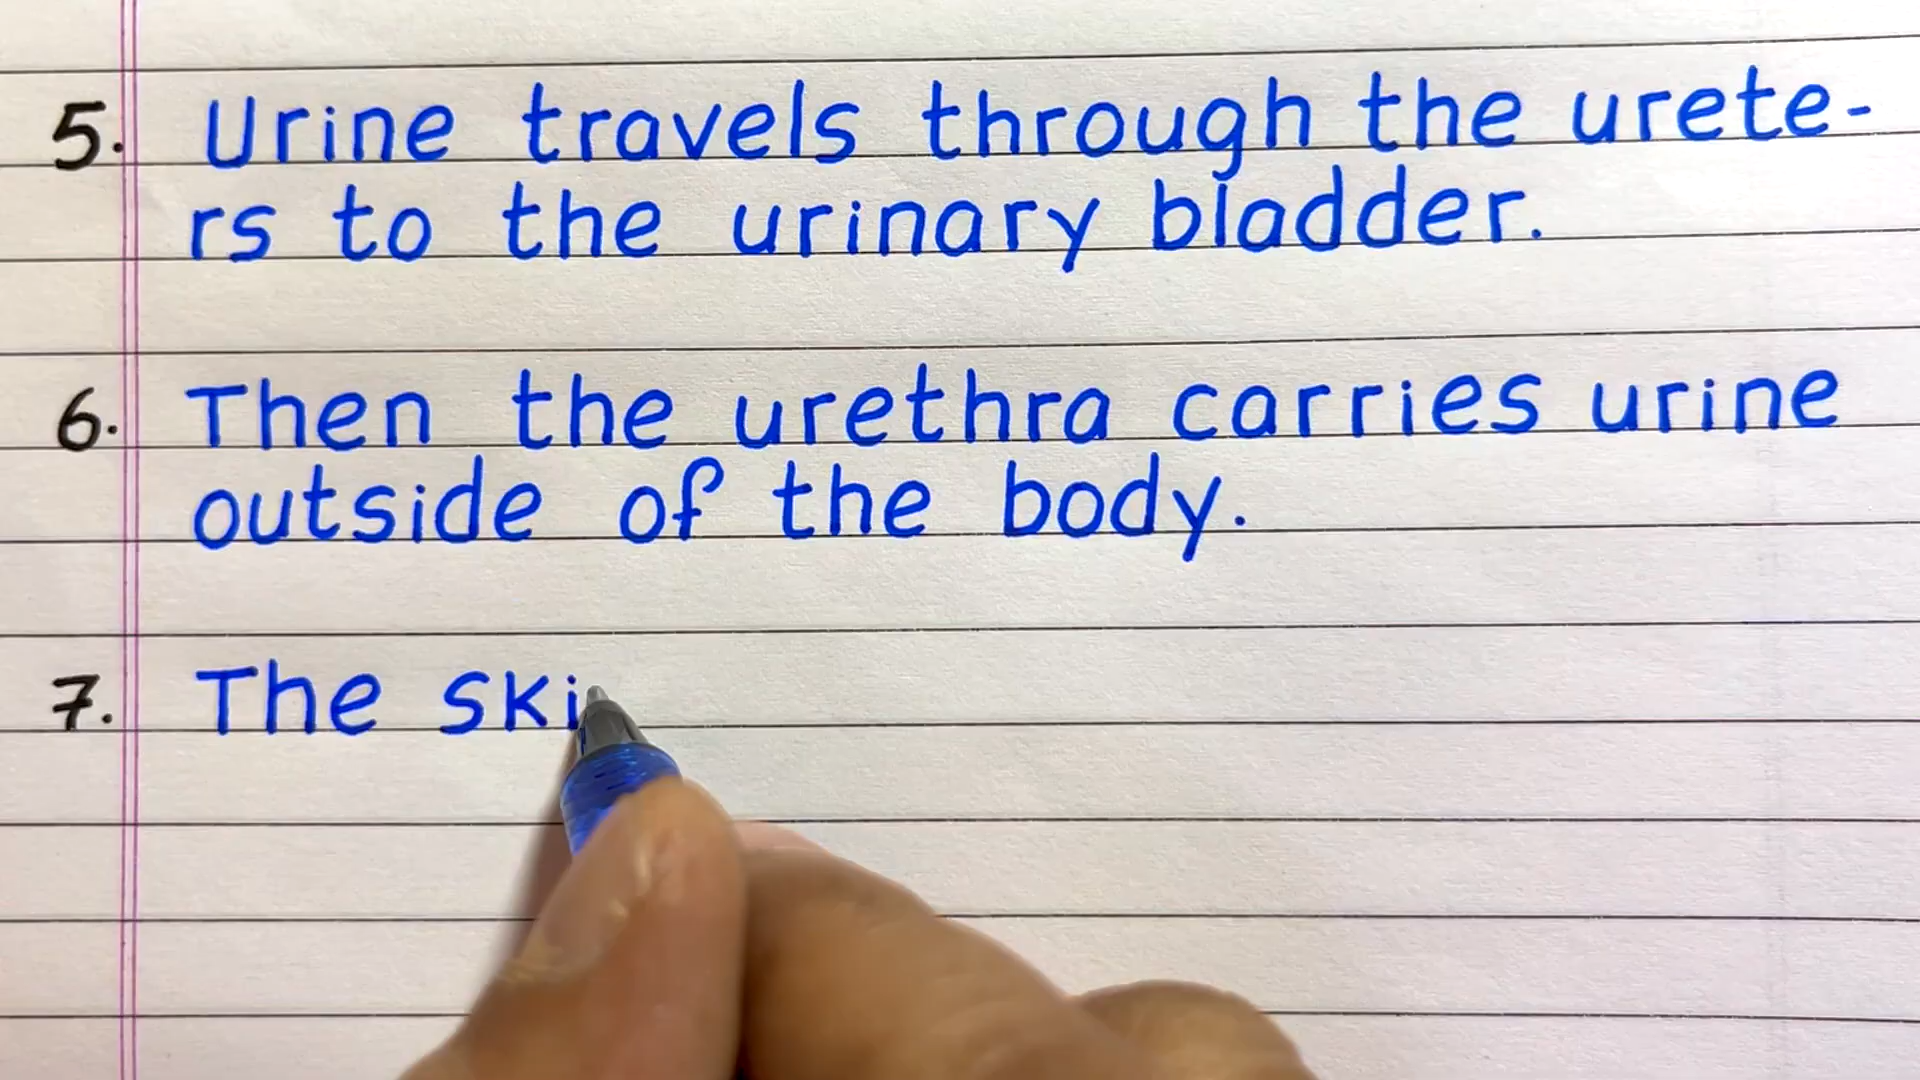 5. Urine travels through the urete-
rs to the urinary bladder.
6. Then the urethra carries urine
outside of the body.
7. The ski